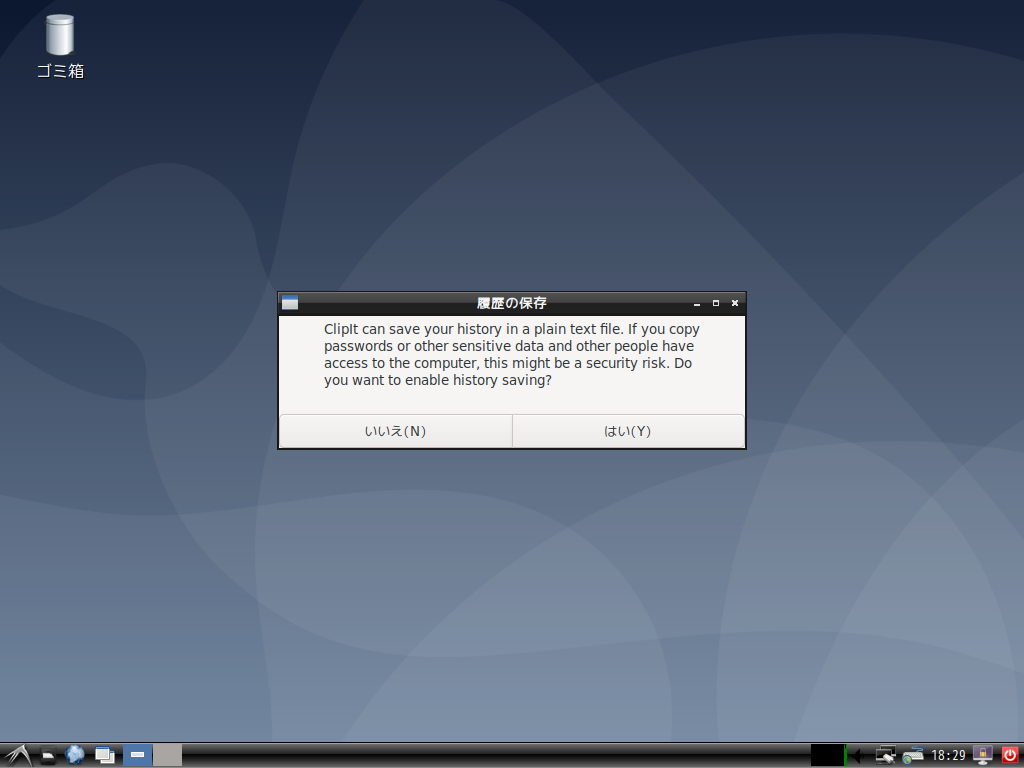 ゴミ箱
履歴の保存
ClipIt can save your history in a plain text file. If you copy
passwords or other sensitive data and other people have
access to the computer, this might be a security risk. Do
you want to enable history saving?
いいえ(N)
はい(Y)
18:29